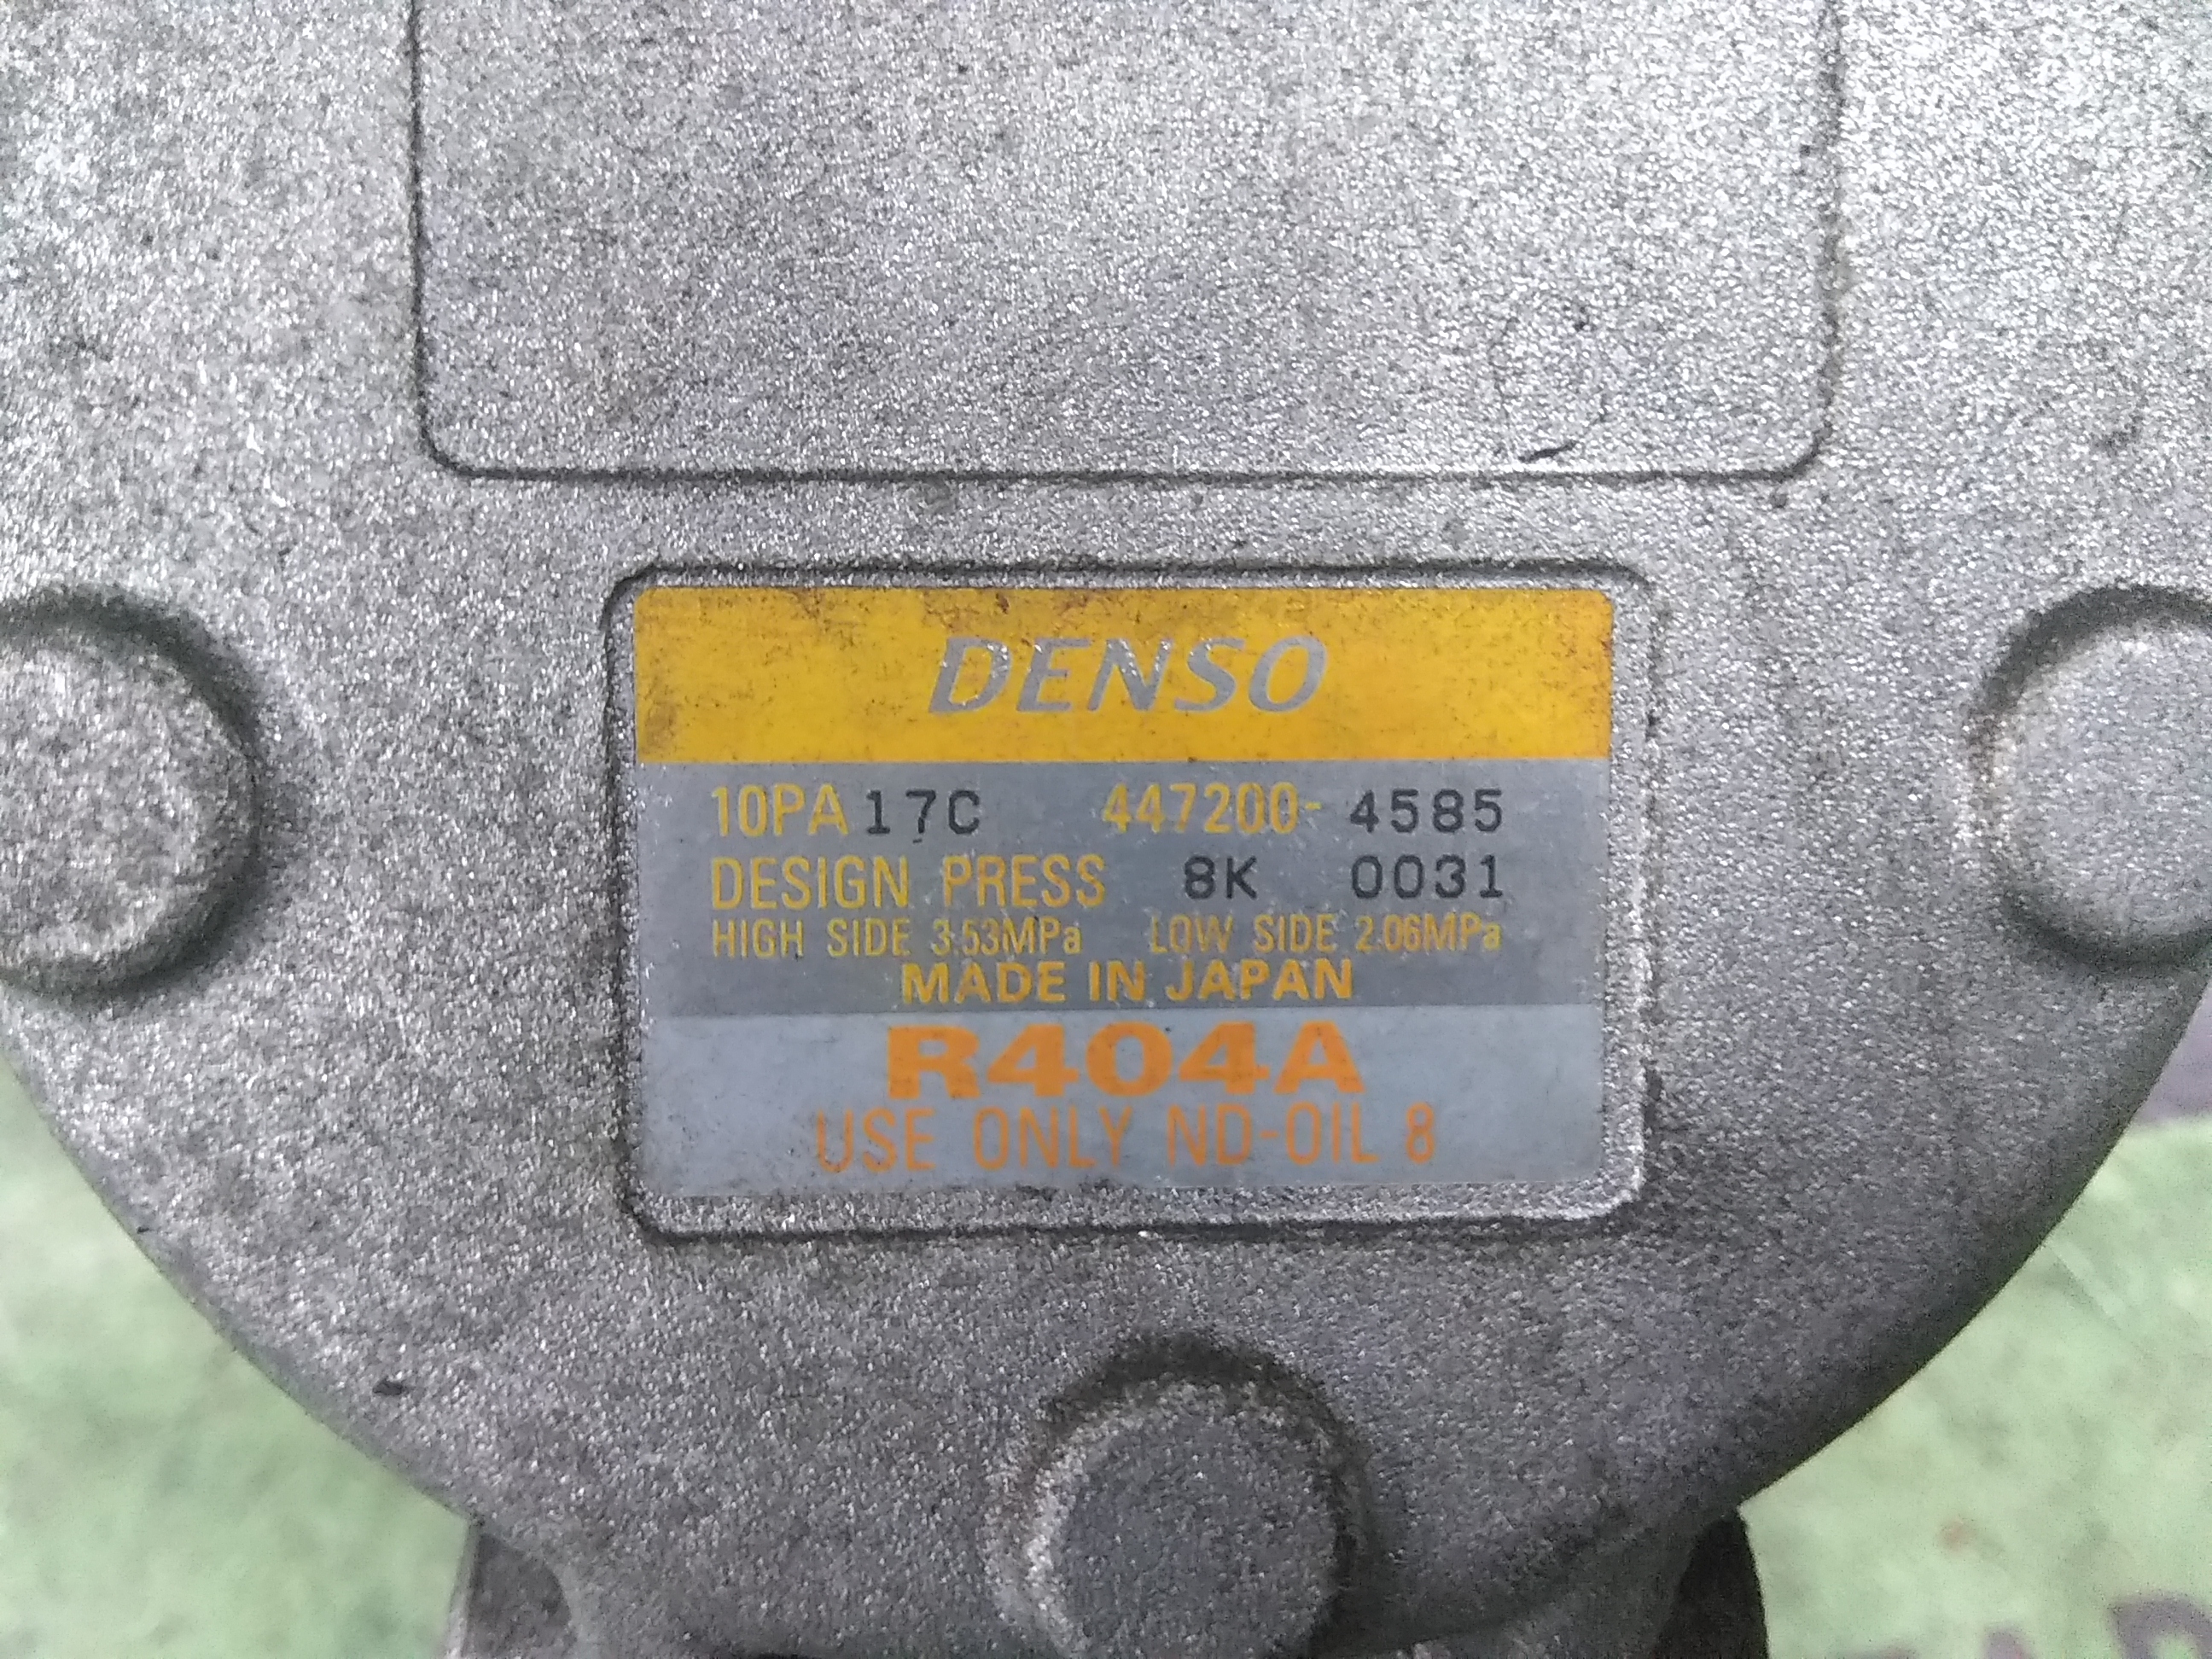 DENSO
10PA 17C 447200-4585
DESIGN PRESS 8K 0031
HIGH SIDE 3.53MPa LOW SIDE 2.06MPa
MADE IN JAPAN
R404A
USE ONLY ND-OIL 8